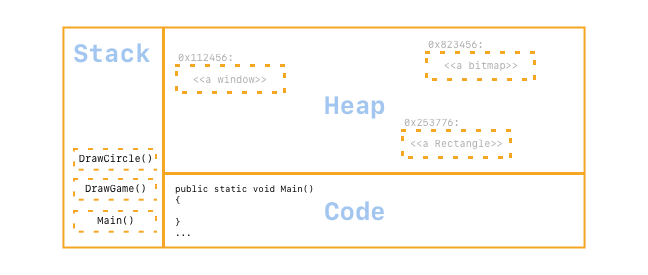 Stack
DrawCircle()
DrawGame()
Main()
0x112456:
<<a window>>
0x823456:
<<a bitmap>>
Heap
0x253776:
<<a Rectangle>>
public static void Main()
{
}
...
Code